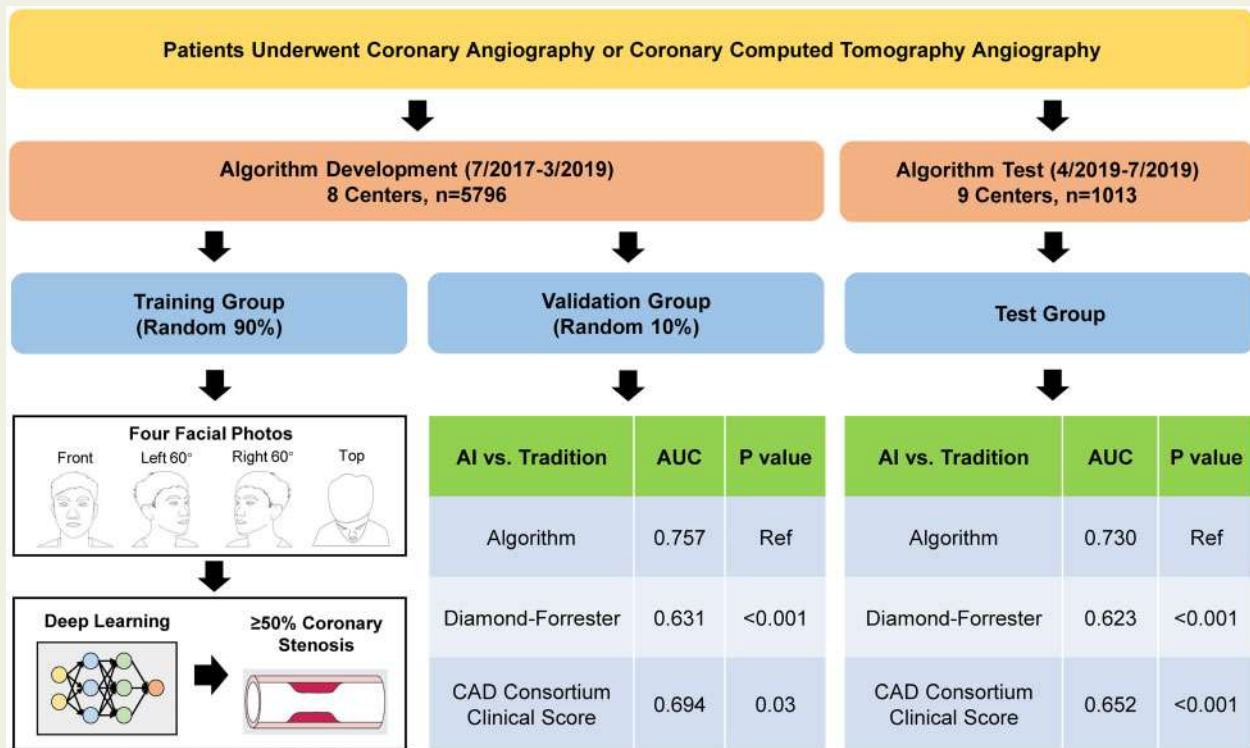 Patients Underwent Coronary Angiography or Coronary Computed Tomography Angiography
Algorithm Development (7/2017-3/2019)
8 Centers, n=5796
Algorithm Test (4/2019-7/2019)
9 Centers, n=1013
Training Group
(Random 90%)
Validation Group
(Random 10%)
Test Group
Four Facial Photos
Front Left 60° Right 60° Top
Deep Learning
≥50% Coronary
Stenosis
AI vs. Tradition AUC P value
Algorithm 0.757 Ref
Diamond-Forrester 0.631 <0.001
CAD Consortium
Clinical Score 0.694 0.03
AI vs. Tradition AUC P value
Algorithm 0.730 Ref
Diamond-Forrester 0.623 <0.001
CAD Consortium
Clinical Score 0.652 <0.001